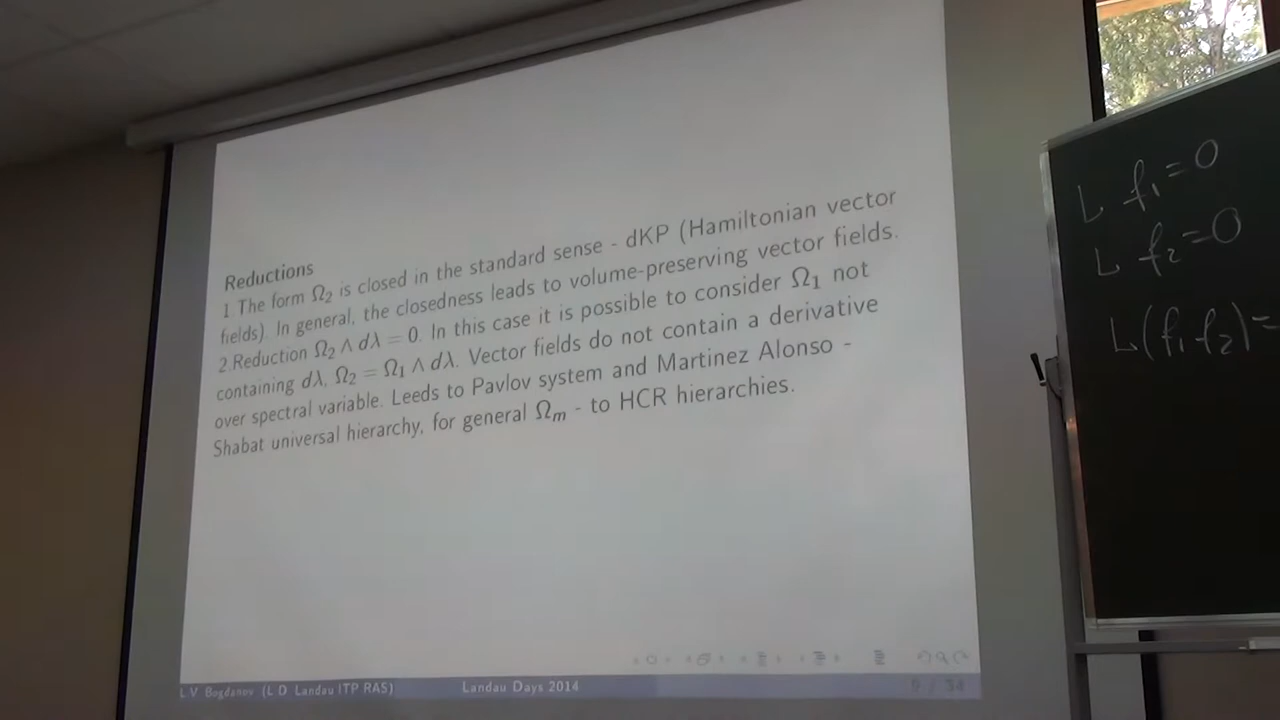 Reductions
1.The form Ω₂ is closed in the standard sense - dKP (Hamiltonian vector
fields). In general, the closedness leads to volume-preserving vector fields.
2.Reduction Ω₂ ∧ dλ = 0. In this case it is possible to consider Ω₁ not
containing dλ, Ω₂ = Ω₁ ∧ dλ. Vector fields do not contain a derivative
over spectral variable. Leeds to Pavlov system and Martinez Alonso -
Shabat universal hierarchy, for general Ωₘ - to HCR hierarchies.
L.V. Bogdanov (L.D. Landau ITP RAS)
Landau Days 2014
9 / 34
L f₁=0
L f₂=0
L(f₁f₂)=